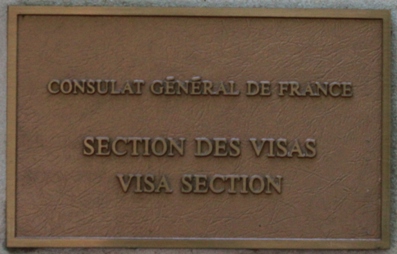 CONSULAT GÉNÉRAL DE FRANCE
SECTION DES VISAS
VISA SECTION